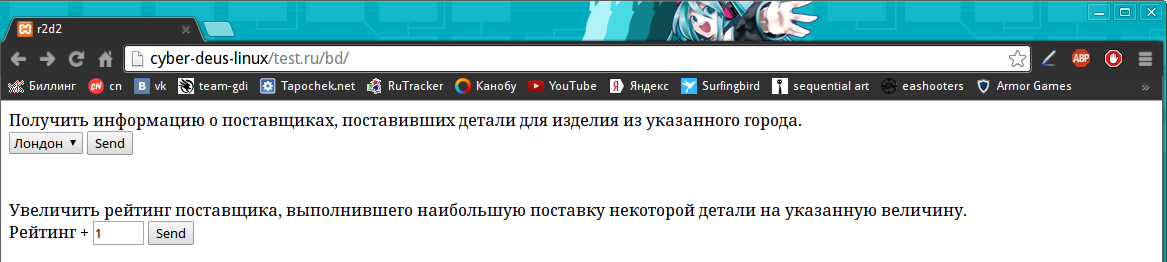 r2d2
cyber-deus-linux/test.ru/bd/
ABP
Биллинг cn vk team-gdi Tapochek.net RuTracker Канобу YouTube Яндекс Surfingbird sequential art eashooters Armor Games »
Получить информацию о поставщиках, поставивших детали для изделия из указанного города.
Лондон Send
Увеличить рейтинг поставщика, выполнившего наибольшую поставку некоторой детали на указанную величину.
Рейтинг + 1 Send